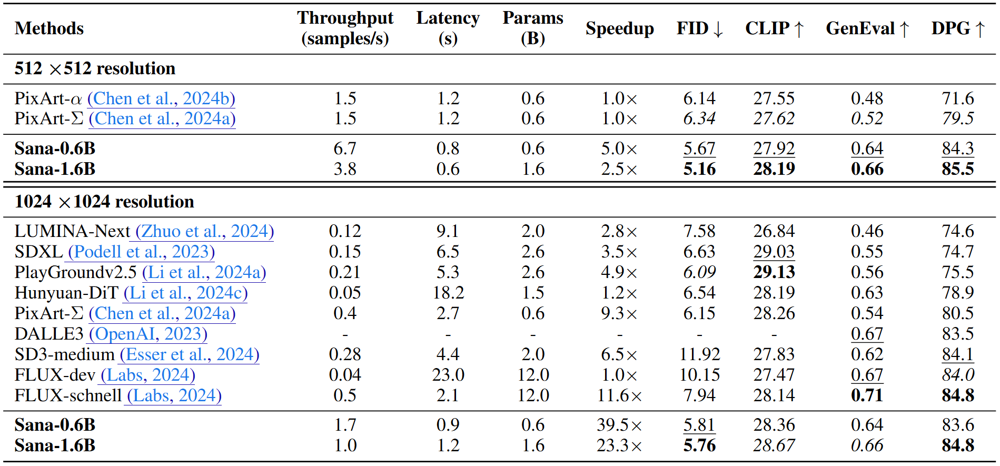 Methods Throughput (samples/s) Latency (s) Params (B) Speedup FID ↓ CLIP ↑ GenEval ↑ DPG ↑
512 ×512 resolution
PixArt-α (Chen et al., 2024b) 1.5 1.2 0.6 1.0× 6.14 27.55 0.48 71.6
PixArt-Σ (Chen et al., 2024a) 1.5 1.2 0.6 1.0× 6.34 27.62 0.52 79.5
Sana-0.6B 6.7 0.8 0.6 5.0× 5.67 27.92 0.64 84.3
Sana-1.6B 3.8 0.6 1.6 2.5× 5.16 28.19 0.66 85.5
1024 ×1024 resolution
LUMINA-Next (Zhuo et al., 2024) 0.12 9.1 2.0 2.8× 7.58 26.84 0.46 74.6
SDXL (Podell et al., 2023) 0.15 6.5 2.6 3.5× 6.63 29.03 0.55 74.7
PlayGroundv2.5 (Li et al., 2024a) 0.21 5.3 2.6 4.9× 6.09 29.13 0.56 75.5
Hunyuan-DiT (Li et al., 2024c) 0.05 18.2 1.5 1.2× 6.54 28.19 0.63 78.9
PixArt-Σ (Chen et al., 2024a) 0.4 2.7 0.6 9.3× 6.15 28.26 0.54 80.5
DALLE3 (OpenAI, 2023) - - - - - - 0.67 83.5
SD3-medium (Esser et al., 2024) 0.28 4.4 2.0 6.5× 11.92 27.83 0.62 84.1
FLUX-dev (Labs, 2024) 0.04 23.0 12.0 1.0× 10.15 27.47 0.67 84.0
FLUX-schnell (Labs, 2024) 0.5 2.1 12.0 11.6× 7.94 28.14 0.71 84.8
Sana-0.6B 1.7 0.9 0.6 39.5× 5.81 28.36 0.64 83.6
Sana-1.6B 1.0 1.2 1.6 23.3× 5.76 28.67 0.66 84.8